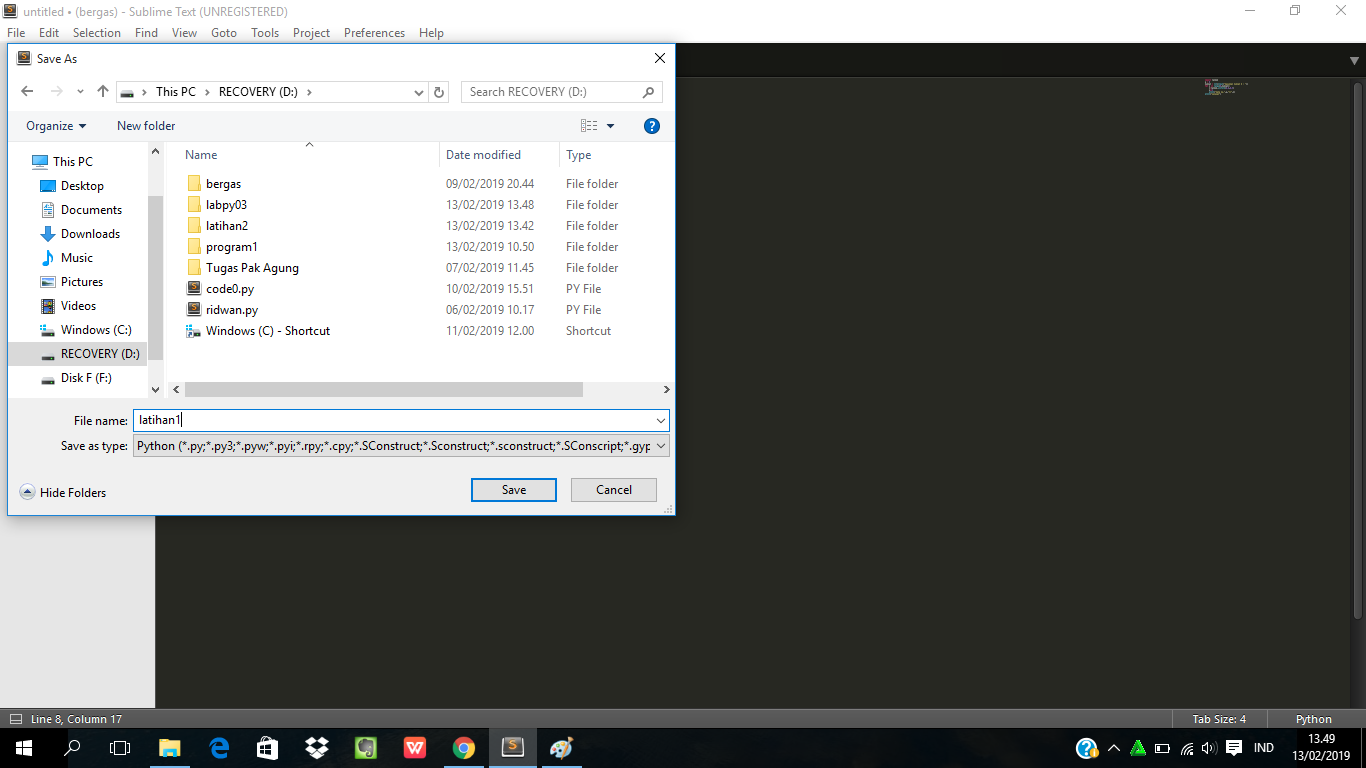 untitled • (bergas) - Sublime Text (UNREGISTERED)
File Edit Selection Find View Goto Tools Project Preferences Help
Save As
This PC > RECOVERY (D:) >
Search RECOVERY (D:)
Organize
New folder
This PC
Desktop
Documents
Downloads
Music
Pictures
Videos
Windows (C:)
RECOVERY (D:)
Disk F (F:)
Name Date modified Type
bergas 09/02/2019 20.44 File folder
labpy03 13/02/2019 13.48 File folder
latihan2 13/02/2019 13.42 File folder
program1 13/02/2019 10.50 File folder
Tugas Pak Agung 07/02/2019 11.45 File folder
code0.py 10/02/2019 15.51 PY File
ridwan.py 06/02/2019 10.17 PY File
Windows (C) - Shortcut 11/02/2019 12.00 Shortcut
File name: latihan1
Save as type: Python (*.py;*.py3;*.pyw;*.pyi;*.rpy;*.cpy;*.SConstruct;*.Sconstruct;*.sconstruct;*.SConscript;*.gyp
Hide Folders
Save
Cancel
Line 8, Column 17
Tab Size: 4
Python
IND
13.49
13/02/2019